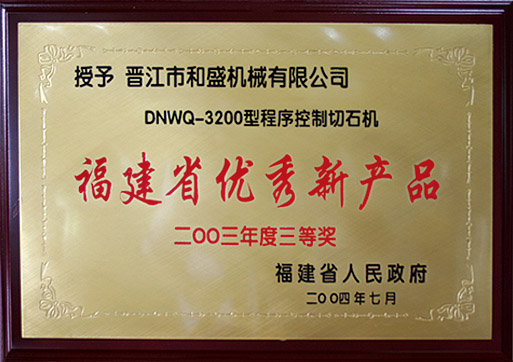 授予 晋江市和盛机械有限公司
DNWQ-3200型程序控制切石机
福建省优秀新产品
二OO三年度三等奖
福建省人民政府
二OO四年七月